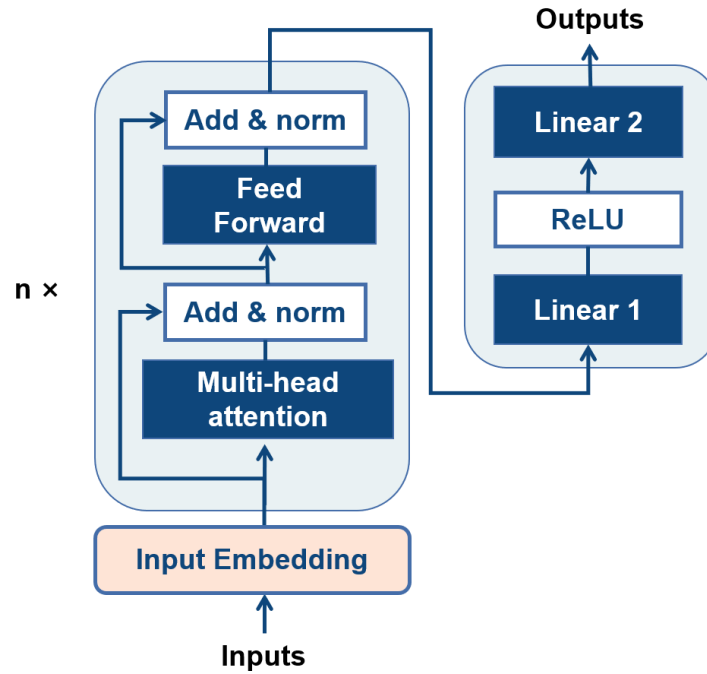 Outputs
Add & norm
Feed
Forward
n ×
Add & norm
Multi-head
attention
Input Embedding
Inputs
Linear 2
ReLU
Linear 1